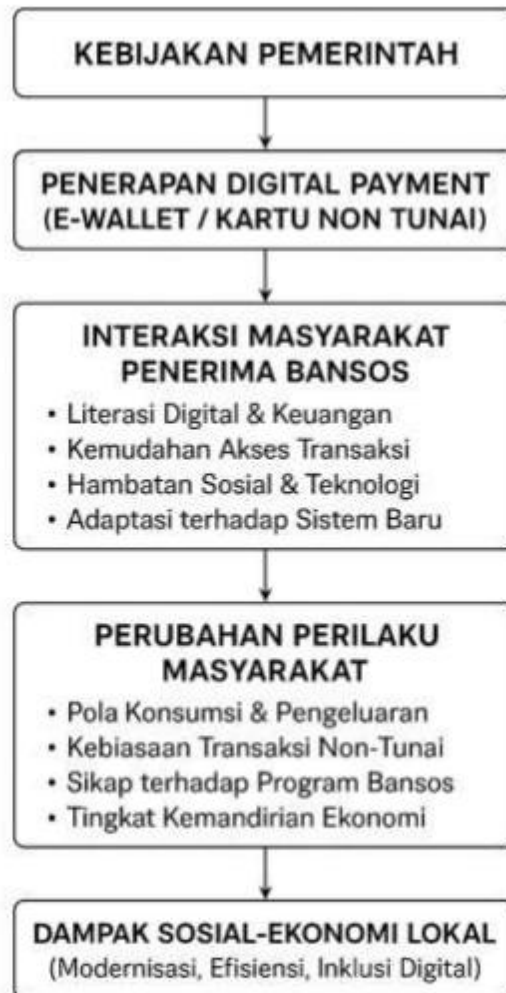 KEBIJAKAN PEMERINTAH
PENERAPAN DIGITAL PAYMENT
(E-WALLET / KARTU NON TUNAI)
INTERAKSI MASYARAKAT
PENERIMA BANSOS
• Literasi Digital & Keuangan
• Kemudahan Akses Transaksi
• Hambatan Sosial & Teknologi
• Adaptasi terhadap Sistem Baru
PERUBAHAN PERILAKU
MASYARAKAT
• Pola Konsumsi & Pengeluaran
• Kebiasaan Transaksi Non-Tunai
• Sikap terhadap Program Bansos
• Tingkat Kemandirian Ekonomi
DAMPAK SOSIAL-EKONOMI LOKAL
(Modernisasi, Efisiensi, Inklusi Digital)